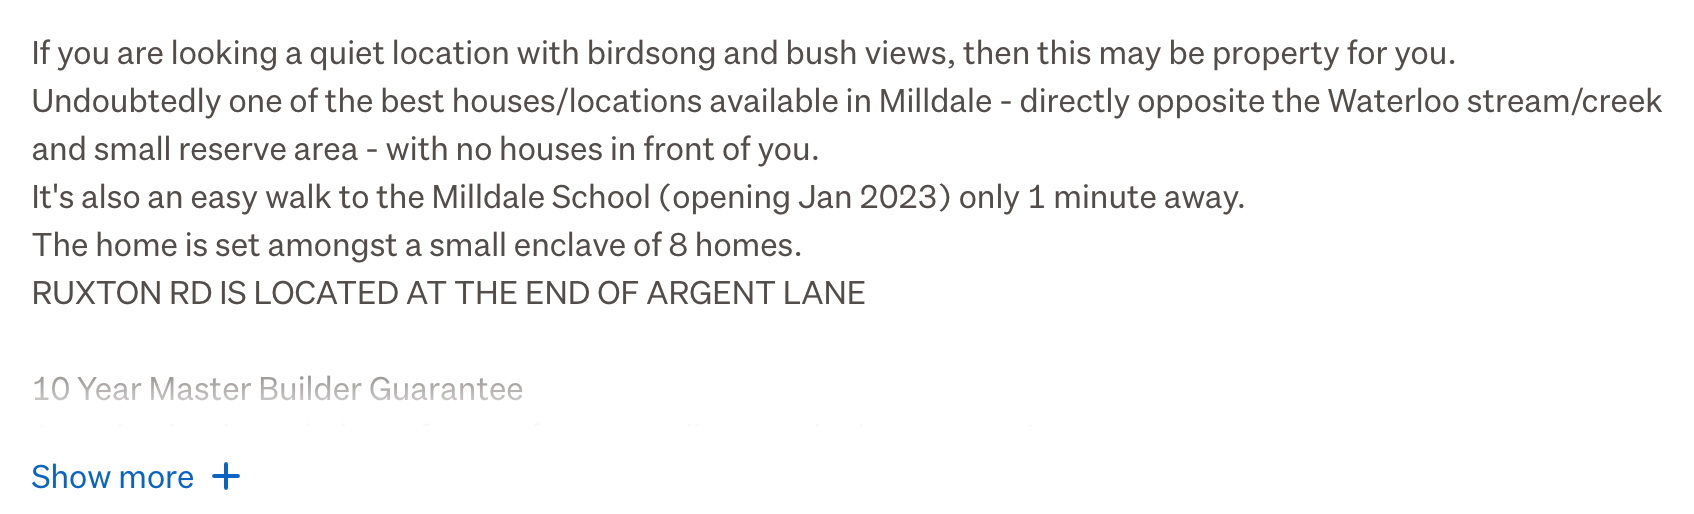 If you are looking a quiet location with birdsong and bush views, then this may be property for you.
Undoubtedly one of the best houses/locations available in Milldale - directly opposite the Waterloo stream/creek
and small reserve area - with no houses in front of you.
It's also an easy walk to the Milldale School (opening Jan 2023) only 1 minute away.
The home is set amongst a small enclave of 8 homes.
RUXTON RD IS LOCATED AT THE END OF ARGENT LANE
10 Year Master Builder Guarantee
Show more +